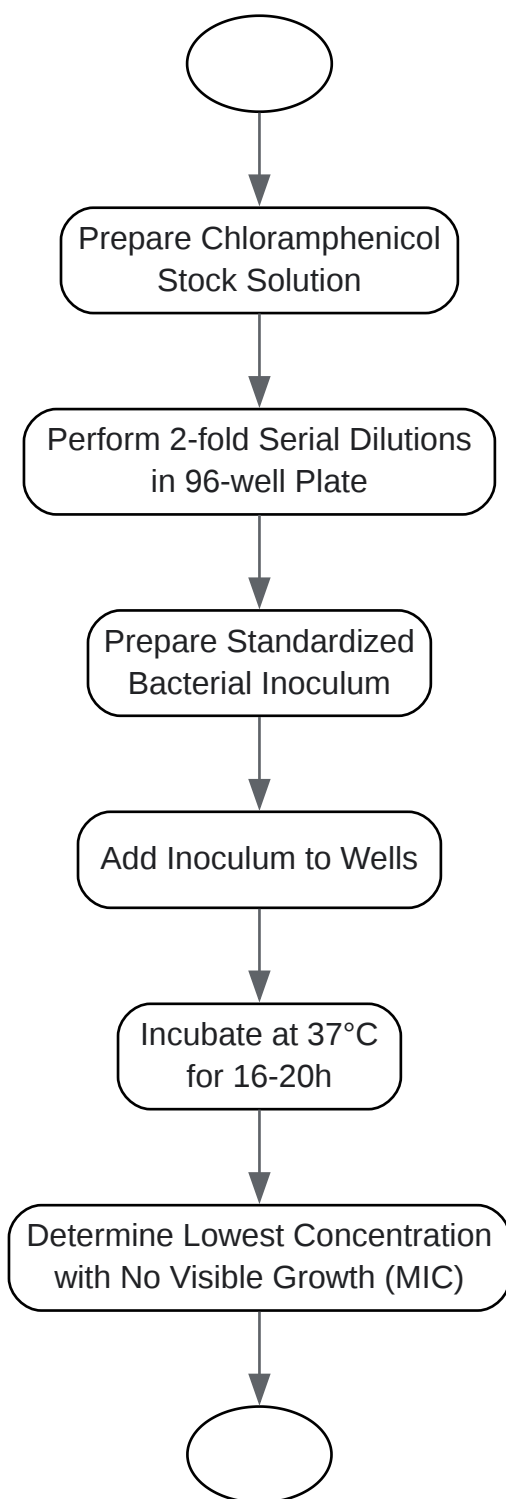 Prepare Chloramphenicol
Stock Solution
Perform 2-fold Serial Dilutions
in 96-well Plate
Prepare Standardized
Bacterial Inoculum
Add Inoculum to Wells
Incubate at 37°C
for 16-20h
Determine Lowest Concentration
with No Visible Growth (MIC)